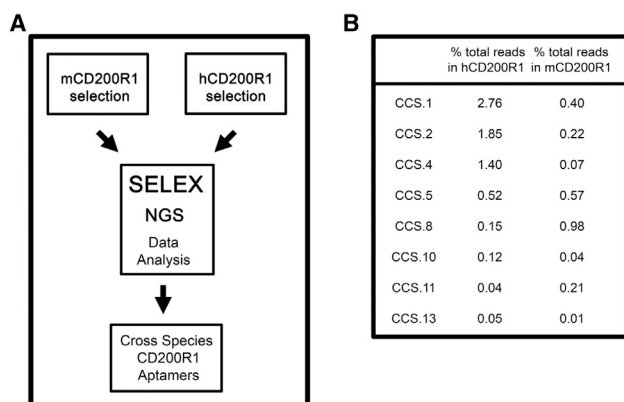 A
mCD200R1
selection
hCD200R1
selection
SELEX
NGS
Data
Analysis
Cross Species
CD200R1
Aptamers
B
% total reads % total reads
in hCD200R1 in mCD200R1
CCS.1 2.76 0.40
CCS.2 1.85 0.22
CCS.4 1.40 0.07
CCS.5 0.52 0.57
CCS.8 0.15 0.98
CCS.10 0.12 0.04
CCS.11 0.04 0.21
CCS.13 0.05 0.01